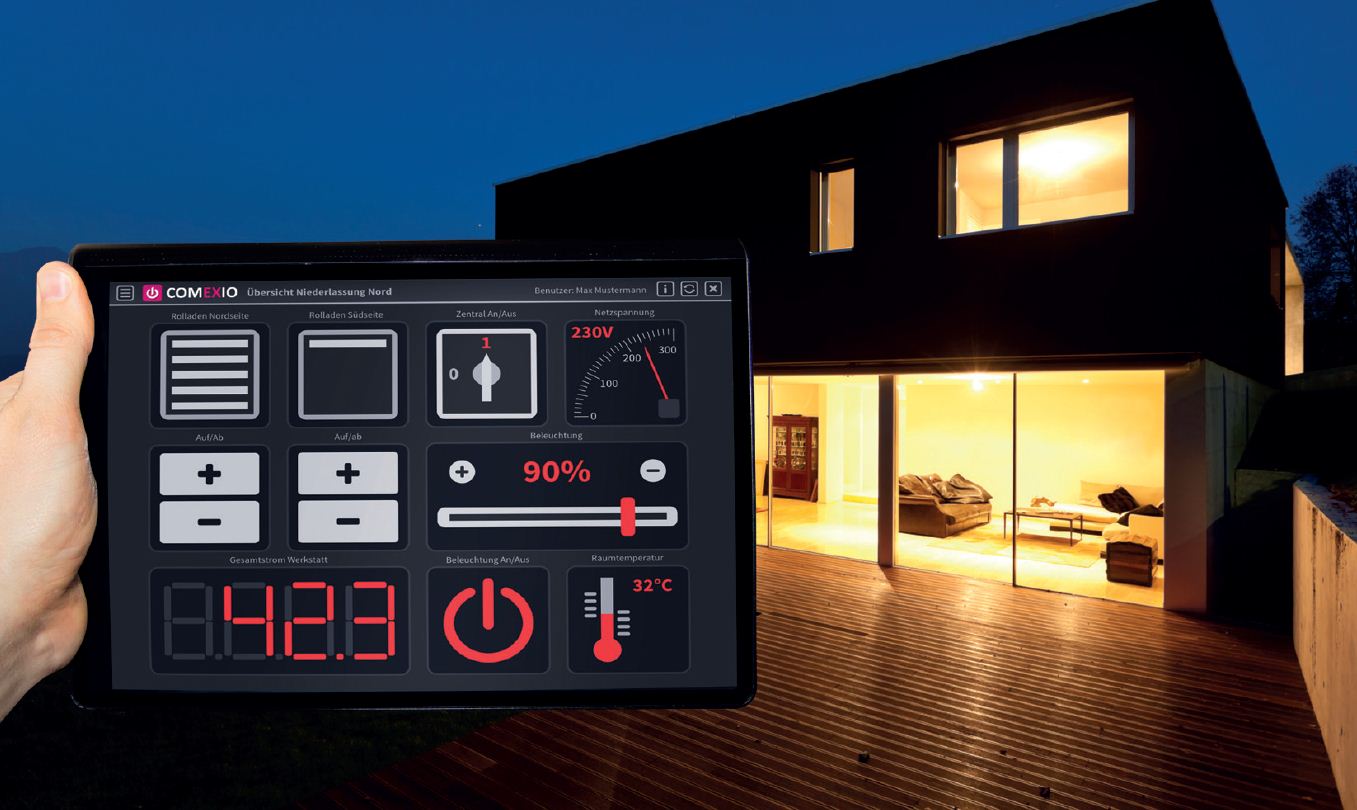 COMEXIO Übersicht Niederlassung Nord Benutzer: Max Mustermann i
Rolladen Nordseite Rolladen Südseite Zentral An/Aus Netzspannung
1
0
230V
0 100 200 300
Auf/Ab Auf/ab Beleuchtung
+ + + 90% −
- -
Gesamtstrom Werkstatt Beleuchtung An/Aus Raumtemperatur
42.3 32°C